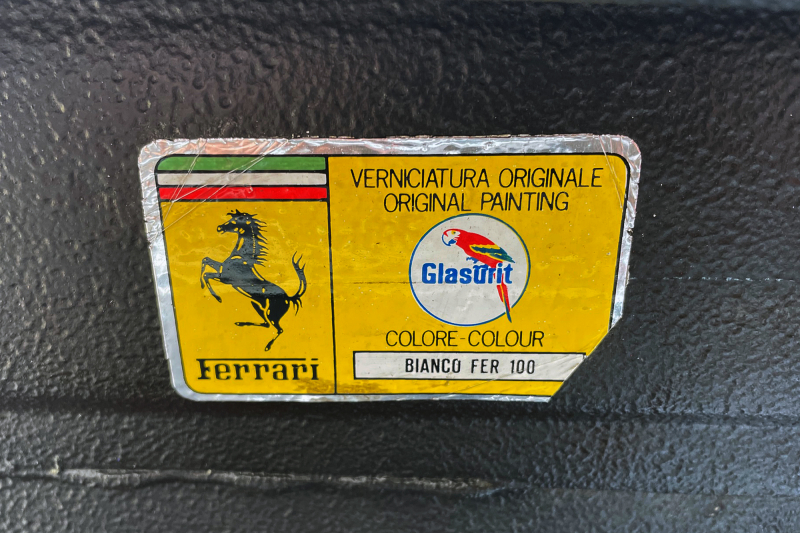 VERNICIATURA ORIGINALE
ORIGINAL PAINTING
Glasurit
COLORE-COLOUR
BIANCO FER 100
Ferrari